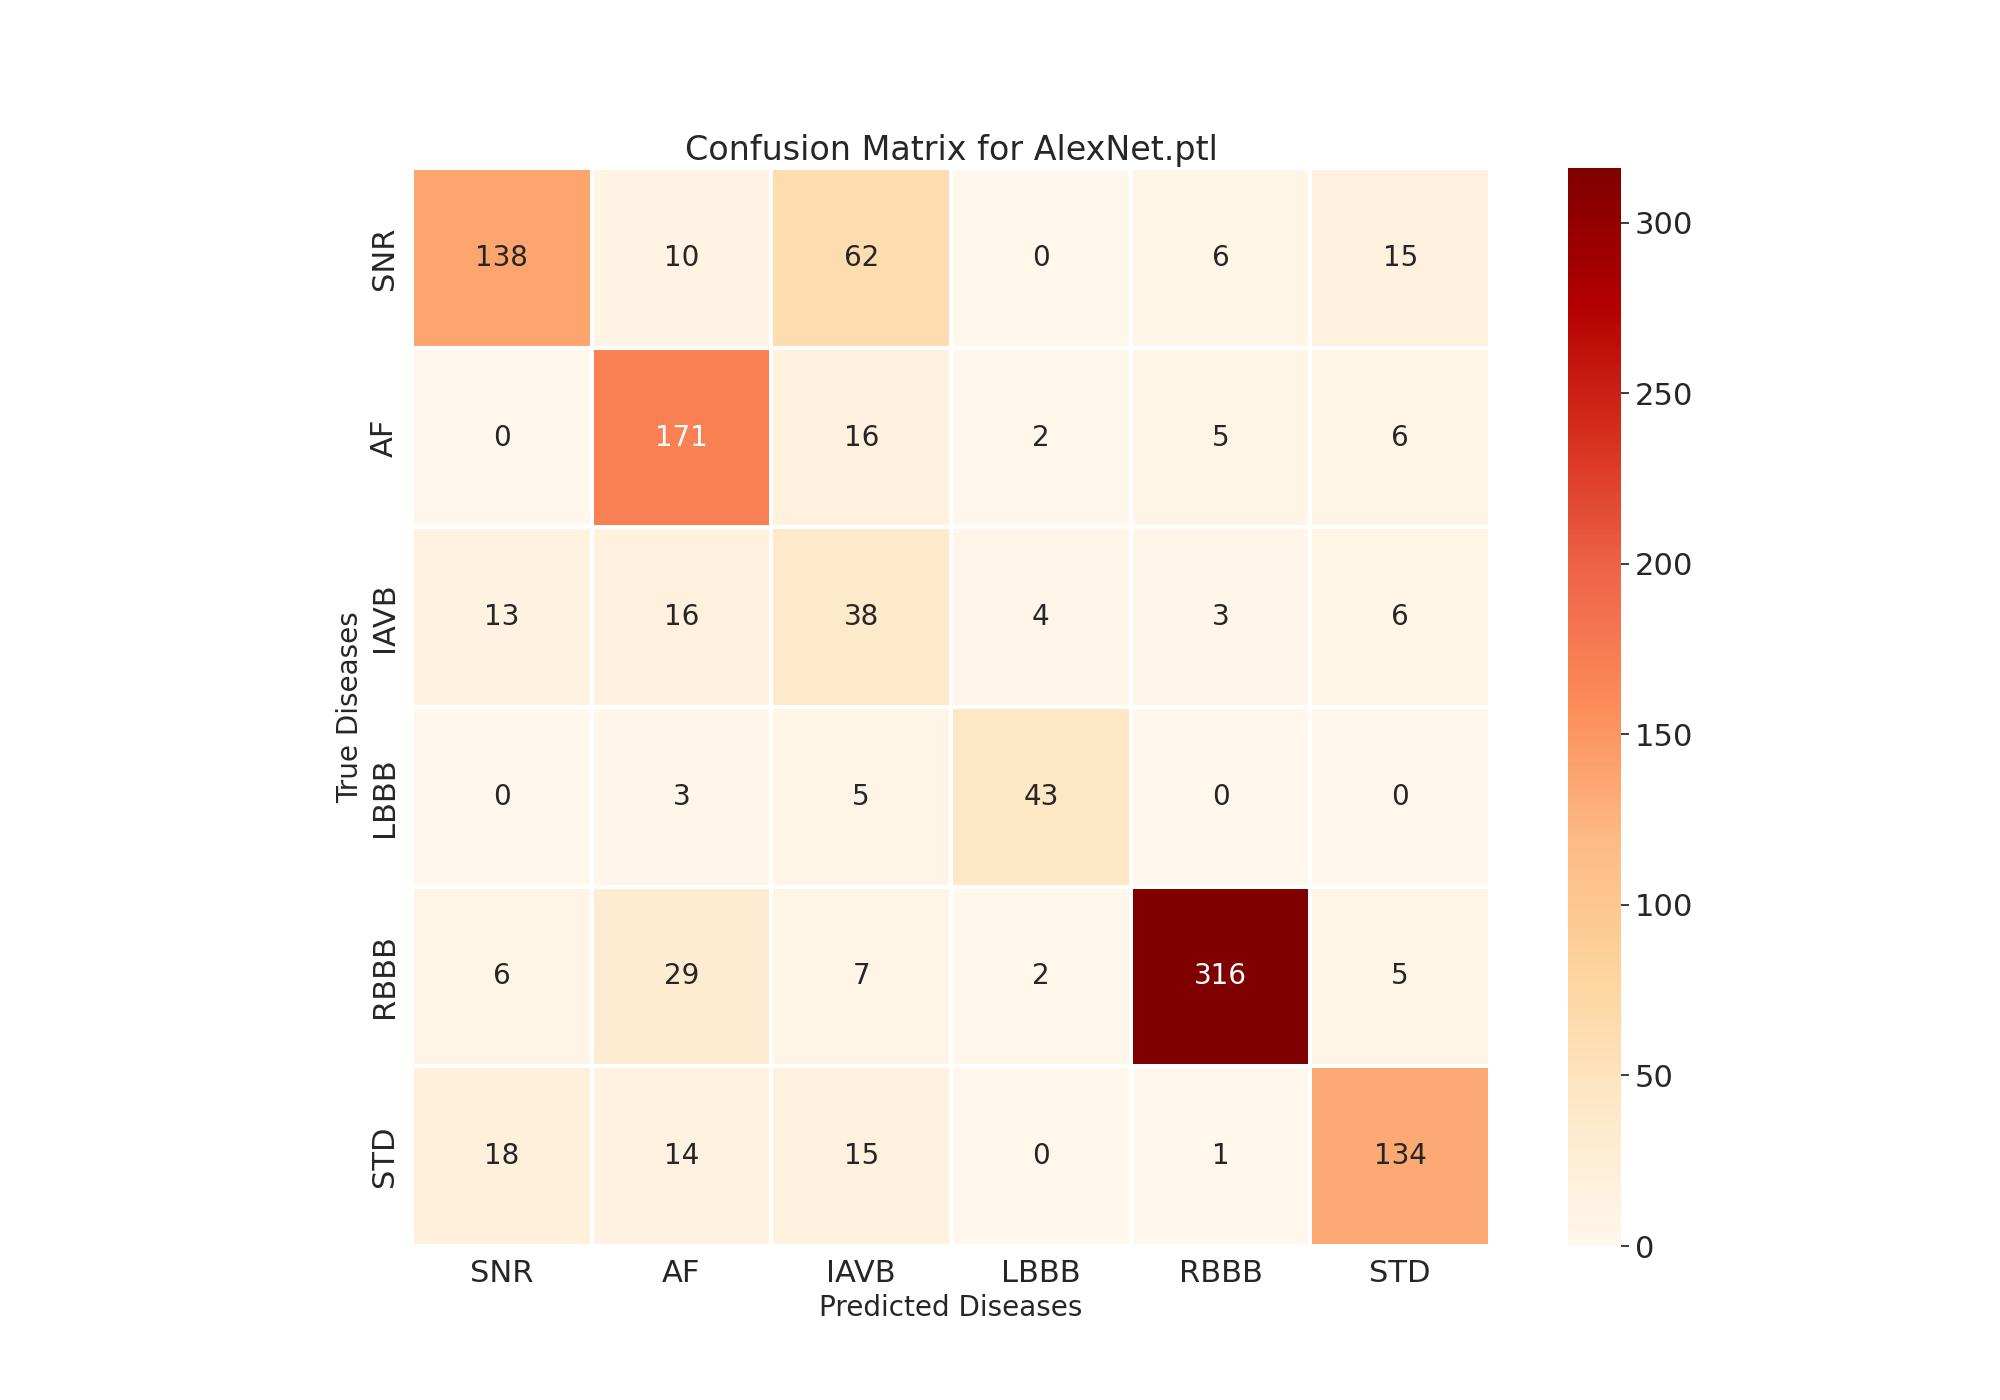 Confusion Matrix for AlexNet.ptl
SNR 138 10 62 0 6 15
AF 0 171 16 2 5 6
IAVB 13 16 38 4 3 6
LBBB 0 3 5 43 0 0
RBBB 6 29 7 2 316 5
STD 18 14 15 0 1 134
True Diseases
SNR AF IAVB LBBB RBBB STD
Predicted Diseases
300
250
200
150
100
50
0